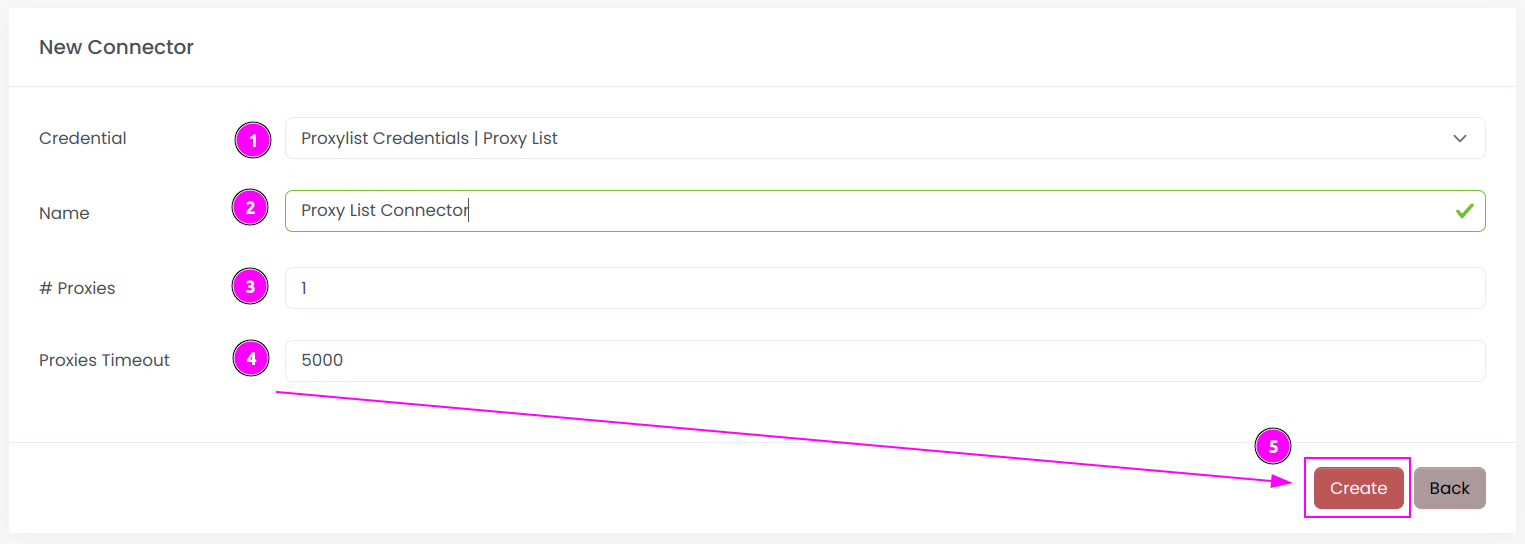 New Connector
Credential 1 Proxylist Credentials | Proxy List
Name 2 Proxy List Connector
# Proxies 3 1
Proxies Timeout 4 5000
5
Create Back